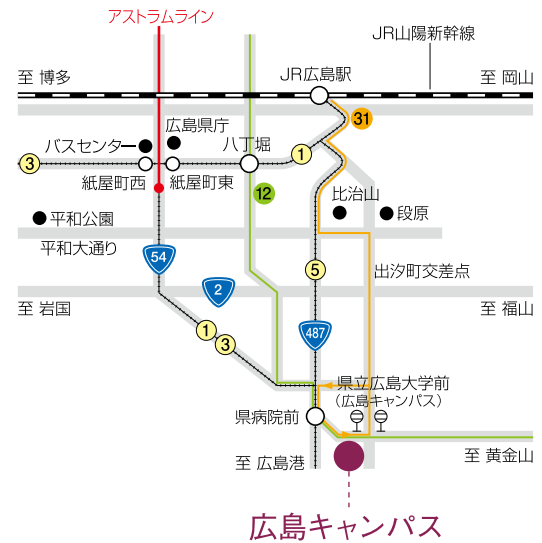 アストラムライン
JR山陽新幹線
至 博多
JR広島駅
至 岡山
31
広島県庁
バスセンター
八丁堀
1
3
紙屋町西
紙屋町東
12
比治山
平和公園
段原
平和大通り
54
5
出汐町交差点
2
至 岩国
至 福山
1
3
487
県立広島大学前
（広島キャンパス）
県病院前
至 広島港
至 黄金山
広島キャンパス